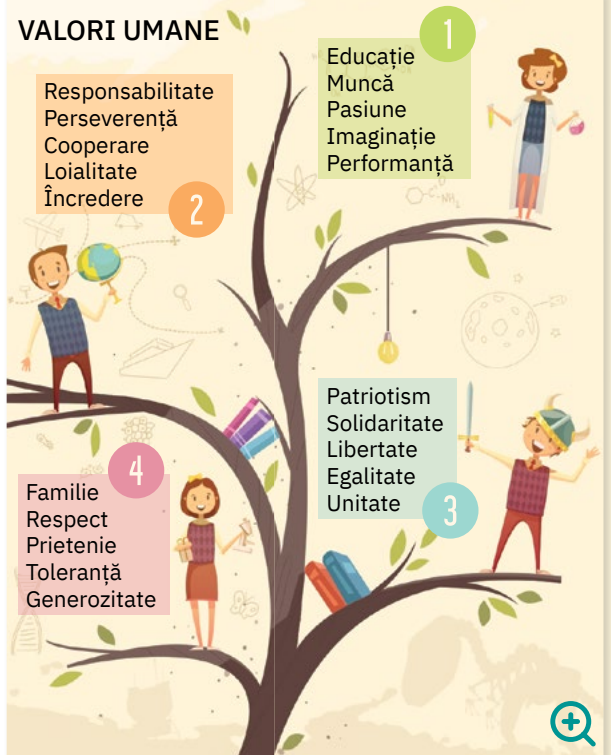 VALORI UMANE
1
Educație
Muncă
Pasiune
Imaginație
Performanță
Responsabilitate
Perseverență
Cooperare
Loialitate
Încredere
2
Patriotism
Solidaritate
Libertate
Egalitate
Unitate
3
4
Familie
Respect
Prietenie
Toleranță
Generozitate